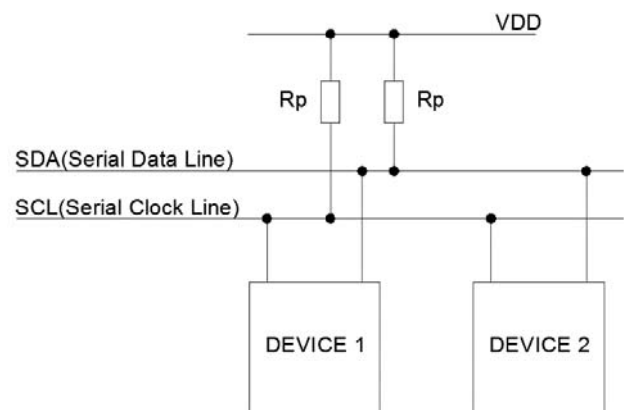 VDD
Rp
Rp
SDA(Serial Data Line)
SCL(Serial Clock Line)
DEVICE 1
DEVICE 2